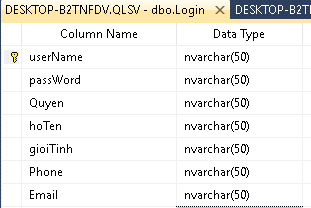 DESKTOP-B2TNFDV.QLSV - dbo.Login DESKTOP-B2
Column Name Data Type
userName nvarchar(50)
passWord nvarchar(50)
Quyen nvarchar(50)
hoTen nvarchar(50)
gioiTinh nvarchar(50)
Phone nvarchar(50)
Email nvarchar(50)